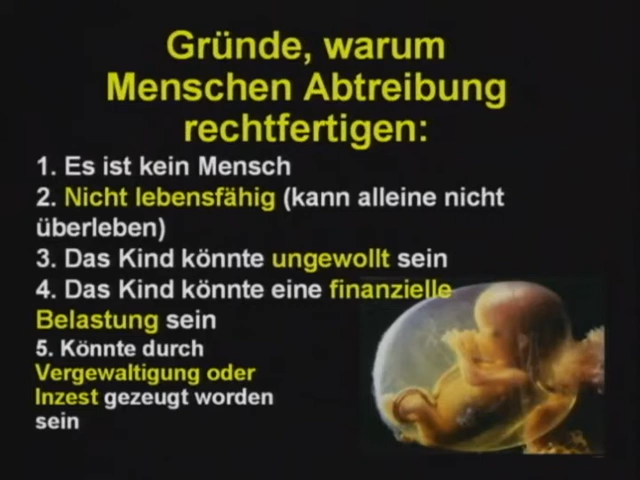 Gründe, warum
Menschen Abtreibung
rechtfertigen:
1. Es ist kein Mensch
2. Nicht lebensfähig (kann alleine nicht
überleben)
3. Das Kind könnte ungewollt sein
4. Das Kind könnte eine finanzielle
Belastung sein
5. Könnte durch
Vergewaltigung oder
Inzest gezeugt worden
sein